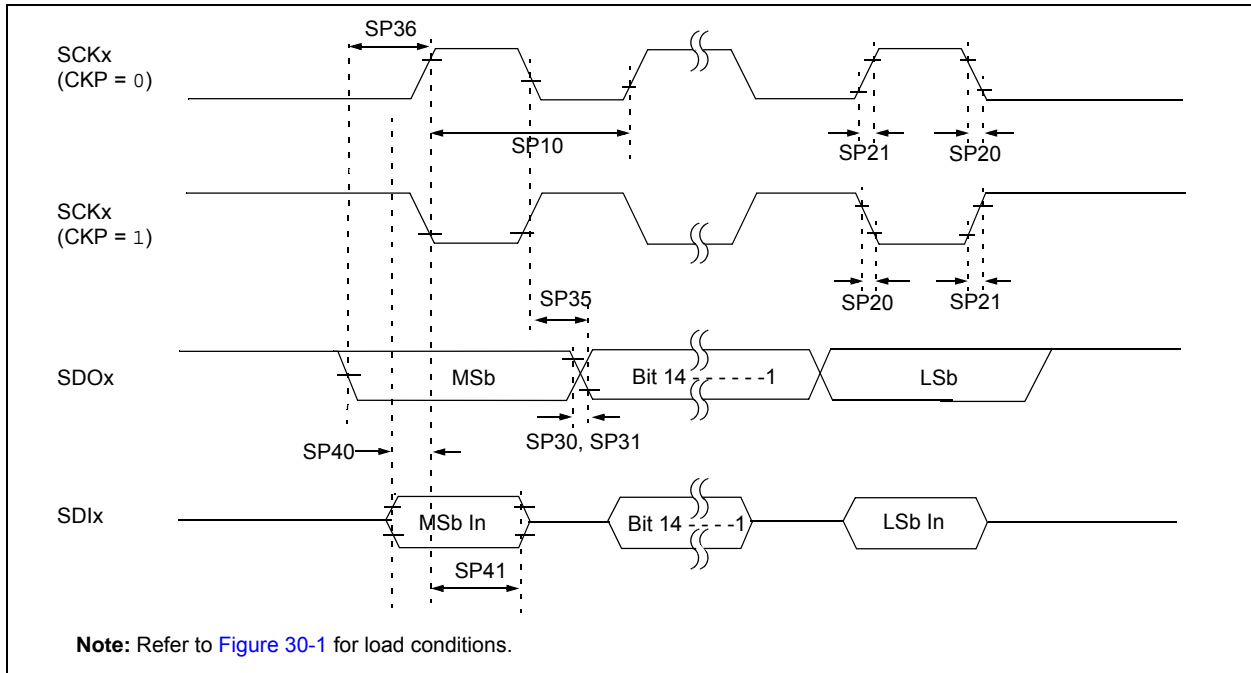 SP36
SCKx
(CKP = 0)
SP10
SP21
SP20
SCKx
(CKP = 1)
SP35
SP20
SP21
SDOx
MSb
Bit 14 - - - - - -1
LSb
SP30, SP31
SP40
SDIx
MSb In
Bit 14 - - - -1
LSb In
SP41
Note: Refer to Figure 30-1 for load conditions.